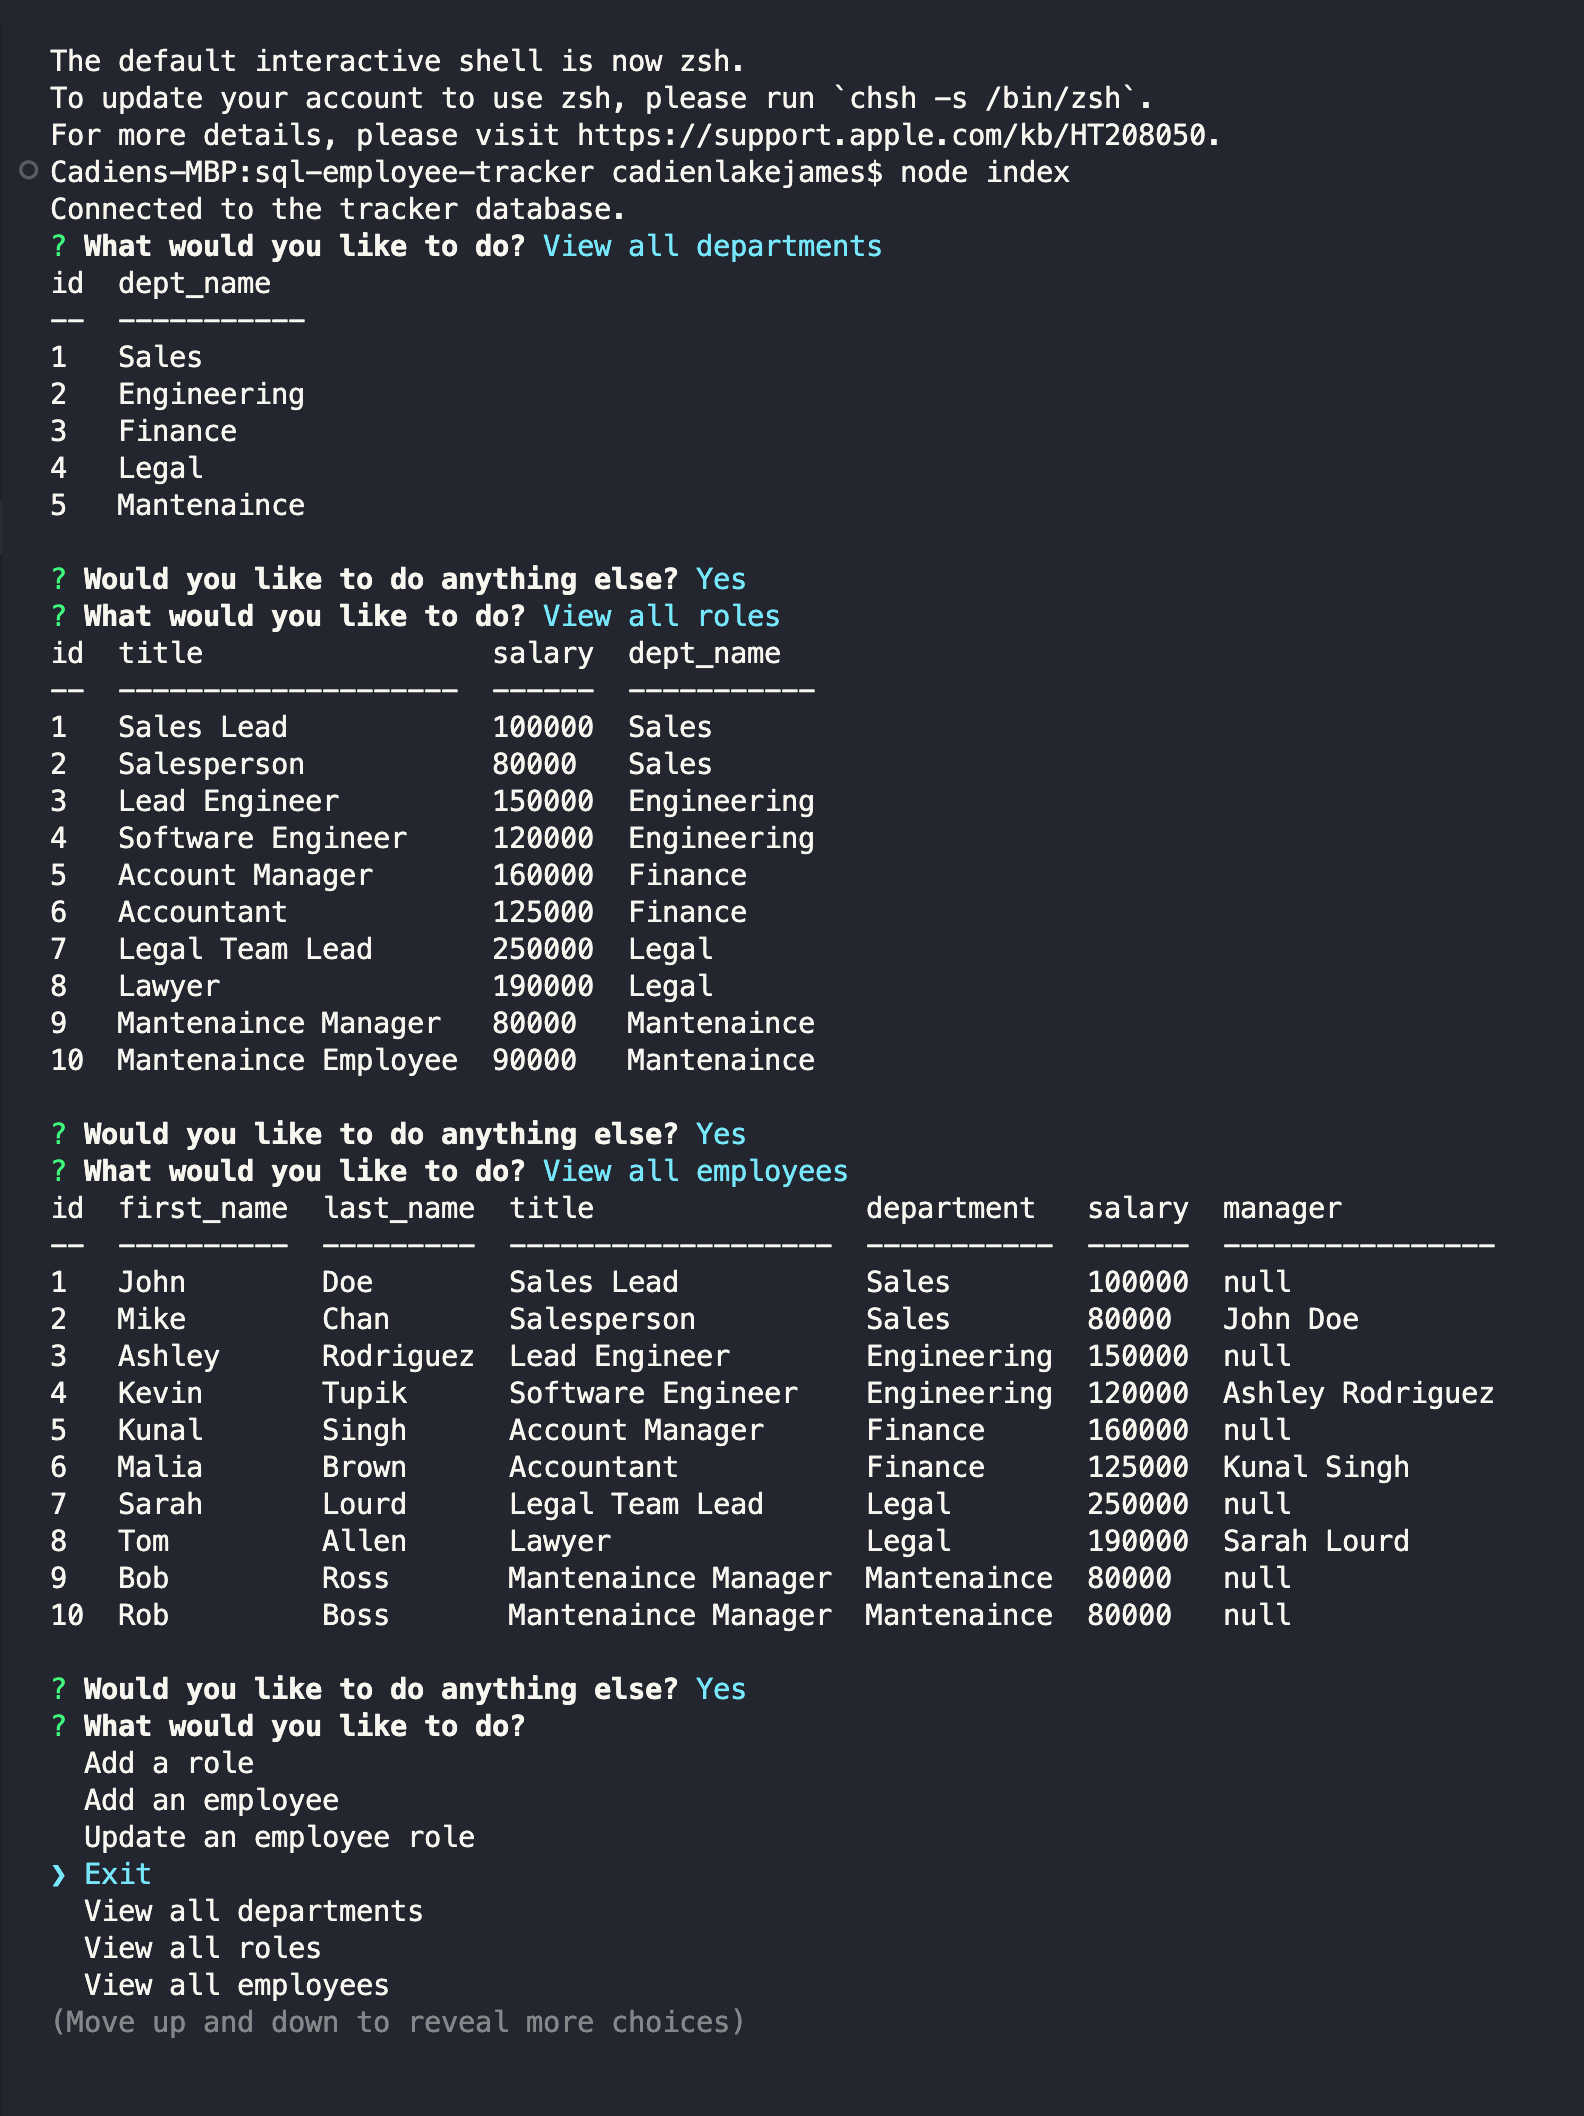 The default interactive shell is now zsh.
To update your account to use zsh, please run `chsh -s /bin/zsh`.
For more details, please visit https://support.apple.com/kb/HT208050.
Cadiens-MBP:sql-employee-tracker cadienlakejames$ node index
Connected to the tracker database.
? What would you like to do? View all departments
id  dept_name
--  -----------
1   Sales
2   Engineering
3   Finance
4   Legal
5   Mantenaince

? Would you like to do anything else? Yes
? What would you like to do? View all roles
id  title                 salary  dept_name
--  --------------------  ------  -----------
1   Sales Lead            100000  Sales
2   Salesperson           80000   Sales
3   Lead Engineer         150000  Engineering
4   Software Engineer     120000  Engineering
5   Account Manager       160000  Finance
6   Accountant            125000  Finance
7   Legal Team Lead       250000  Legal
8   Lawyer                190000  Legal
9   Mantenaince Manager   80000   Mantenaince
10  Mantenaince Employee  90000   Mantenaince

? Would you like to do anything else? Yes
? What would you like to do? View all employees
id  first_name  last_name  title                department   salary  manager
--  ----------  ---------  -------------------  -----------  ------  ----------------
1   John        Doe        Sales Lead           Sales        100000  null
2   Mike        Chan       Salesperson          Sales        80000   John Doe
3   Ashley      Rodriguez  Lead Engineer        Engineering  150000  null
4   Kevin       Tupik      Software Engineer    Engineering  120000  Ashley Rodriguez
5   Kunal       Singh      Account Manager      Finance      160000  null
6   Malia       Brown      Accountant           Finance      125000  Kunal Singh
7   Sarah       Lourd      Legal Team Lead      Legal        250000  null
8   Tom         Allen      Lawyer               Legal        190000  Sarah Lourd
9   Bob         Ross       Mantenaince Manager  Mantenaince  80000   null
10  Rob         Boss       Mantenaince Manager  Mantenaince  80000   null

? Would you like to do anything else? Yes
? What would you like to do?
  Add a role
  Add an employee
  Update an employee role
❯ Exit
  View all departments
  View all roles
  View all employees
(Move up and down to reveal more choices)